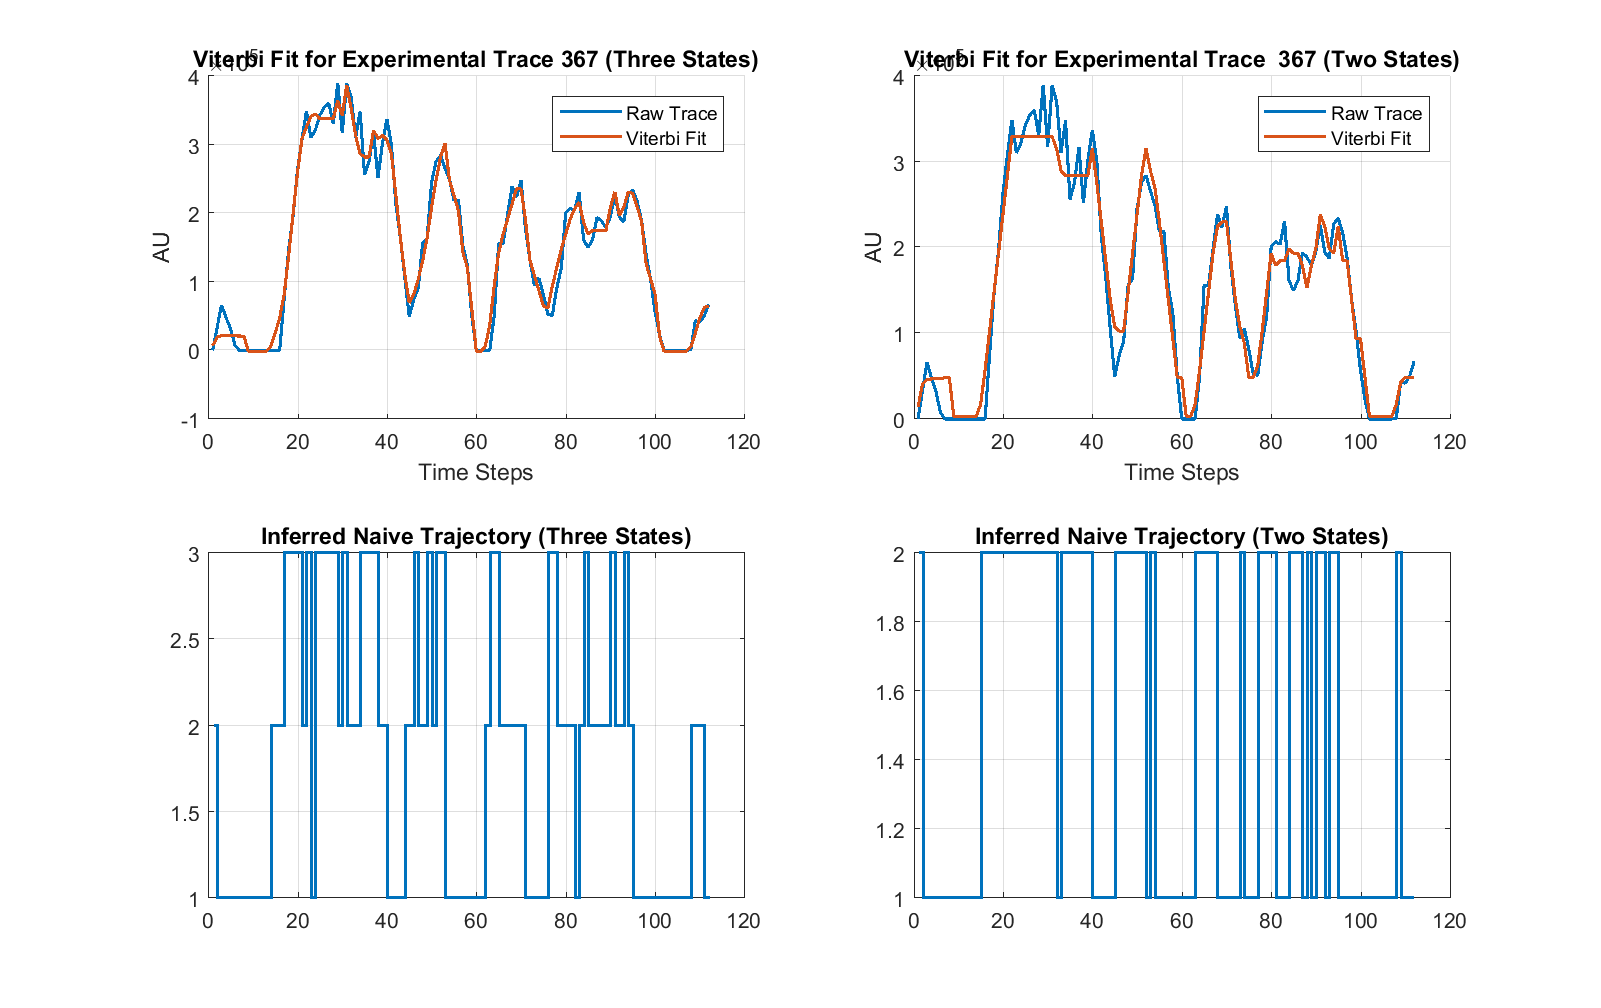 Viterbi Fit for Experimental Trace 367 (Three States)
×10^5
4
3
2
1
0
-1
AU
0 20 40 60 80 100 120
Time Steps
Raw Trace
Viterbi Fit
Viterbi Fit for Experimental Trace  367 (Two States)
×10^5
4
3
2
1
0
AU
0 20 40 60 80 100 120
Time Steps
Raw Trace
Viterbi Fit
Inferred Naive Trajectory (Three States)
3
2.5
2
1.5
1
0 20 40 60 80 100 120
Inferred Naive Trajectory (Two States)
2
1.8
1.6
1.4
1.2
1
0 20 40 60 80 100 120